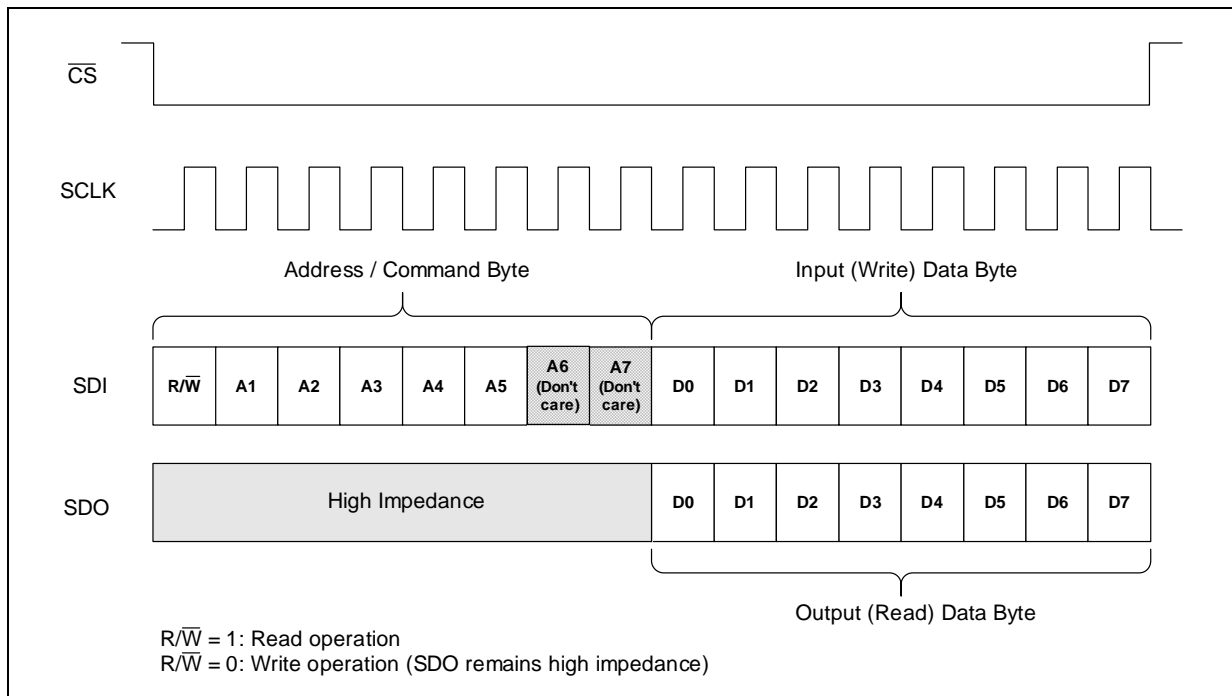 C̅S̅
SCLK
Address / Command Byte
Input (Write) Data Byte
SDI
R/W̅ A1 A2 A3 A4 A5 A6 (Don't care) A7 (Don't care) D0 D1 D2 D3 D4 D5 D6 D7
SDO
High Impedance
D0 D1 D2 D3 D4 D5 D6 D7
Output (Read) Data Byte
R/W̅ = 1: Read operation
R/W̅ = 0: Write operation (SDO remains high impedance)